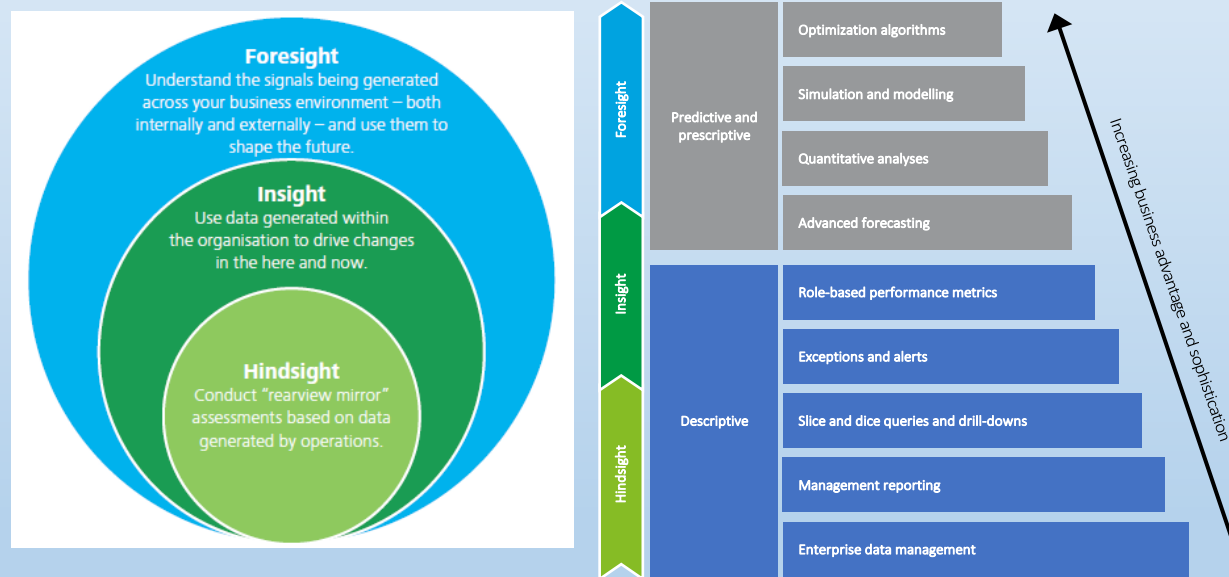 Foresight
Understand the signals being generated
across your business environment – both
internally and externally – and use them to
shape the future.
Insight
Use data generated within
the organisation to drive changes
in the here and now.
Hindsight
Conduct “rearview mirror”
assessments based on data
generated by operations.
Foresight
Insight
Hindsight
Predictive and
prescriptive
Descriptive
Optimization algorithms
Simulation and modelling
Quantitative analyses
Advanced forecasting
Role-based performance metrics
Exceptions and alerts
Slice and dice queries and drill-downs
Management reporting
Enterprise data management
Increasing business advantage and sophistication